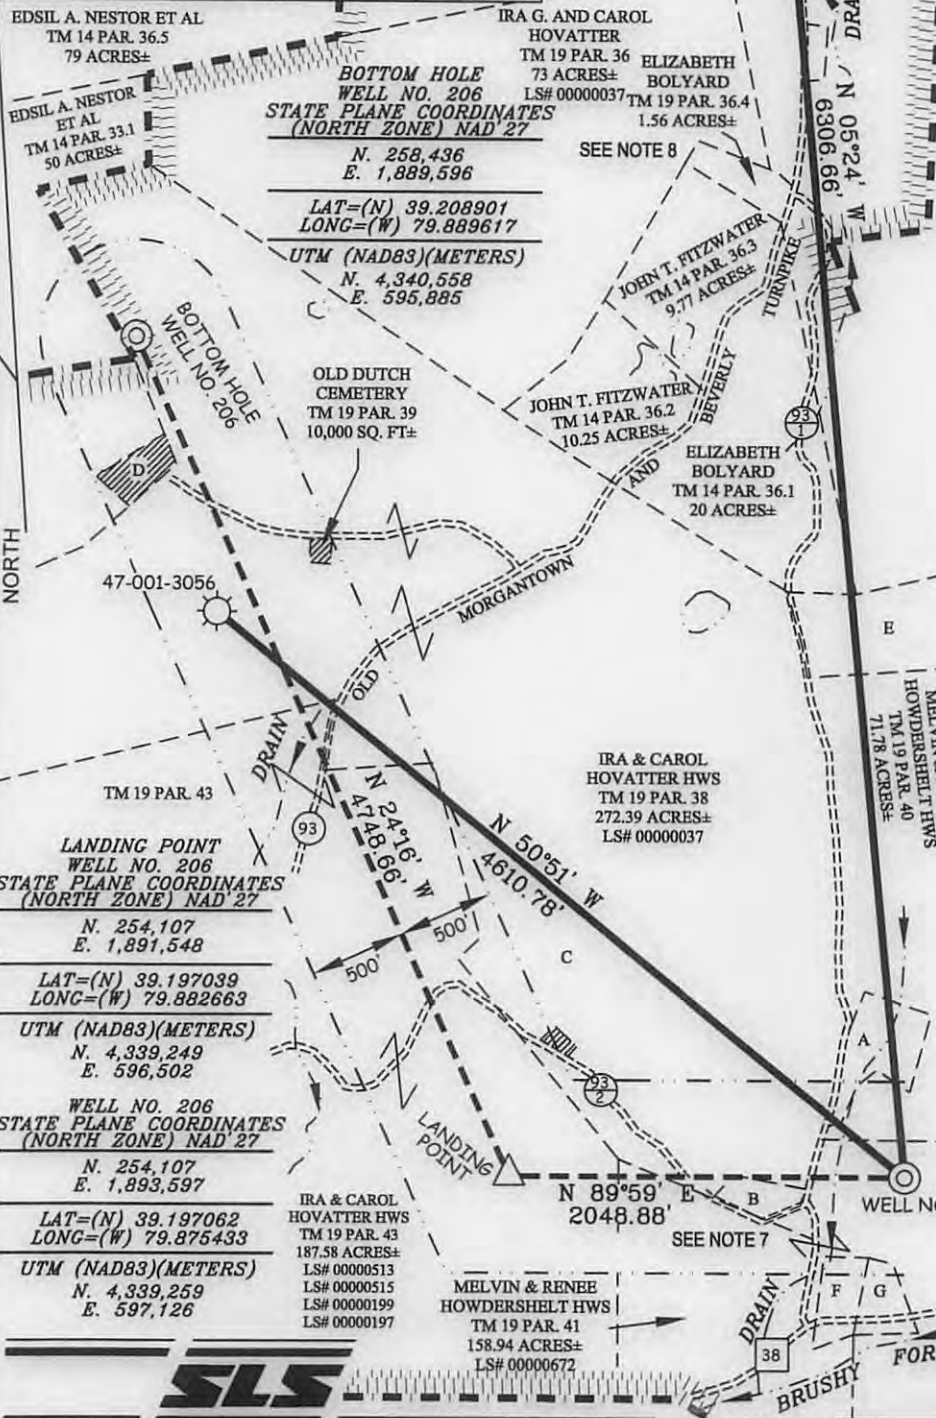 EDSIL A. NESTOR ET AL
TM 14 PAR. 36.5
79 ACRES±
IRA G. AND CAROL
HOVATTER
TM 19 PAR. 36
73 ACRES±
LS# 00000037
ELIZABETH
BOLYARD
TM 19 PAR. 36.4
1.56 ACRES±
SEE NOTE 8
DRA
N 05°24' W
6306.66'
EDSIL A. NESTOR
ET AL
TM 14 PAR. 33.1
50 ACRES±
BOTTOM HOLE
WELL NO. 206
STATE PLANE COORDINATES
(NORTH ZONE) NAD'27
N. 258,436
E. 1,889,596
LAT=(N) 39.208901
LONG=(W) 79.889617
UTM (NAD83)(METERS)
N. 4,340,558
E. 595,885
JOHN T. FITZWATER
TM 14 PAR. 36.3
9.77 ACRES±
TURNPIKE
BEVERLY
AND
MORGANTOWN
OLD
BOTTOM HOLE
WELL NO. 206
OLD DUTCH
CEMETERY
TM 19 PAR. 39
10,000 SQ. FT±
JOHN T. FITZWATER
TM 14 PAR. 36.2
10.25 ACRES±
93
1
ELIZABETH
BOLYARD
TM 14 PAR. 36.1
20 ACRES±
D
NORTH
47-001-3056
E
MELVIN &
HOWDERSHELT HWS
TM 19 PAR. 40
71.78 ACRES±
DRAIN
TM 19 PAR. 43
93
N 24°16' W
4748.66'
IRA & CAROL
HOVATTER HWS
TM 19 PAR. 38
272.39 ACRES±
LS# 00000037
N 50°51' W
4610.78'
LANDING POINT
WELL NO. 206
STATE PLANE COORDINATES
(NORTH ZONE) NAD'27
N. 254,107
E. 1,891,548
LAT=(N) 39.197039
LONG=(W) 79.882663
UTM (NAD83)(METERS)
N. 4,339,249
E. 596,502
500'
500'
C
A
93
2
WELL NO. 206
STATE PLANE COORDINATES
(NORTH ZONE) NAD'27
N. 254,107
E. 1,893,597
LAT=(N) 39.197062
LONG=(W) 79.875433
UTM (NAD83)(METERS)
N. 4,339,259
E. 597,126
LANDING
POINT
N 89°59' E
2048.88'
B
WELL NO
SEE NOTE 7
IRA & CAROL
HOVATTER HWS
TM 19 PAR. 43
187.58 ACRES±
LS# 00000513
LS# 00000515
LS# 00000199
LS# 00000197
MELVIN & RENEE
HOWDERSHELT HWS
TM 19 PAR. 41
158.94 ACRES±
LS# 00000672
DRAIN
F
G
38
BRUSHY
FOR
SLS